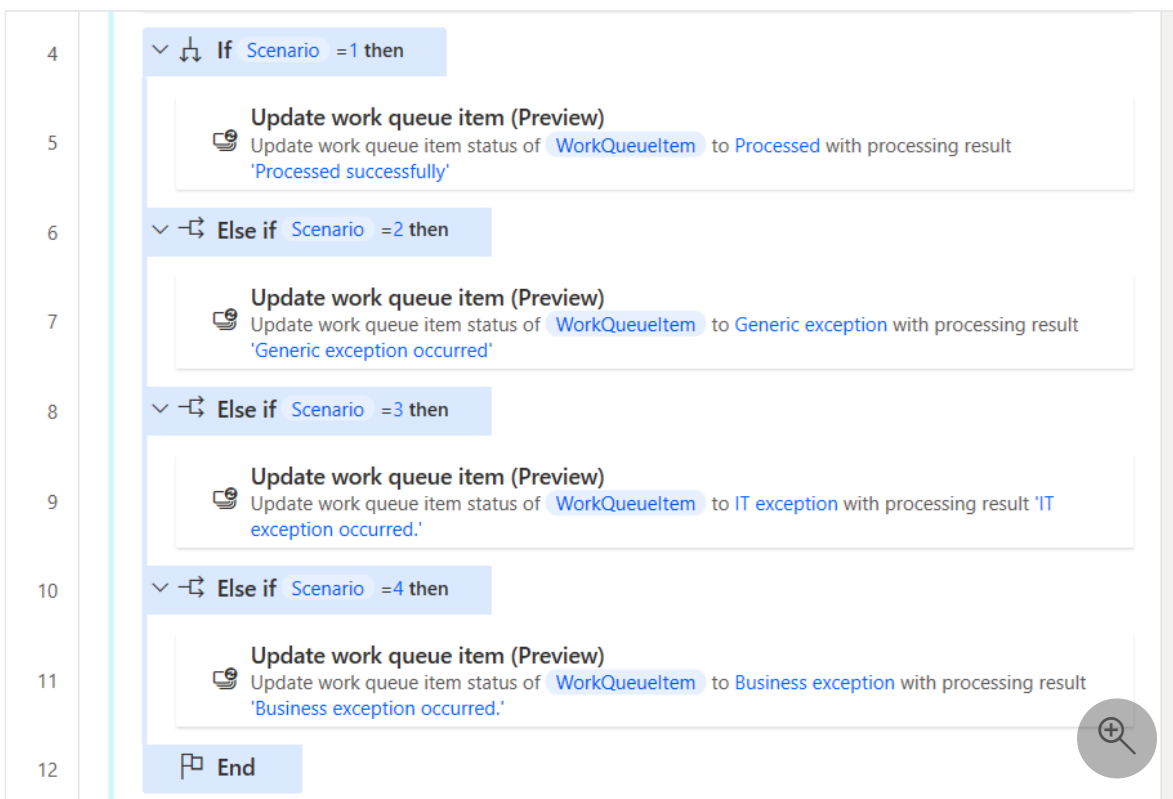 4 If Scenario =1 then
Update work queue item (Preview)
5 Update work queue item status of WorkQueueItem to Processed with processing result
'Processed successfully'
6 Else if Scenario =2 then
Update work queue item (Preview)
7 Update work queue item status of WorkQueueItem to Generic exception with processing result
'Generic exception occurred'
8 Else if Scenario =3 then
Update work queue item (Preview)
9 Update work queue item status of WorkQueueItem to IT exception with processing result 'IT
exception occurred.'
10 Else if Scenario =4 then
Update work queue item (Preview)
11 Update work queue item status of WorkQueueItem to Business exception with processing result
'Business exception occurred.'
12 End